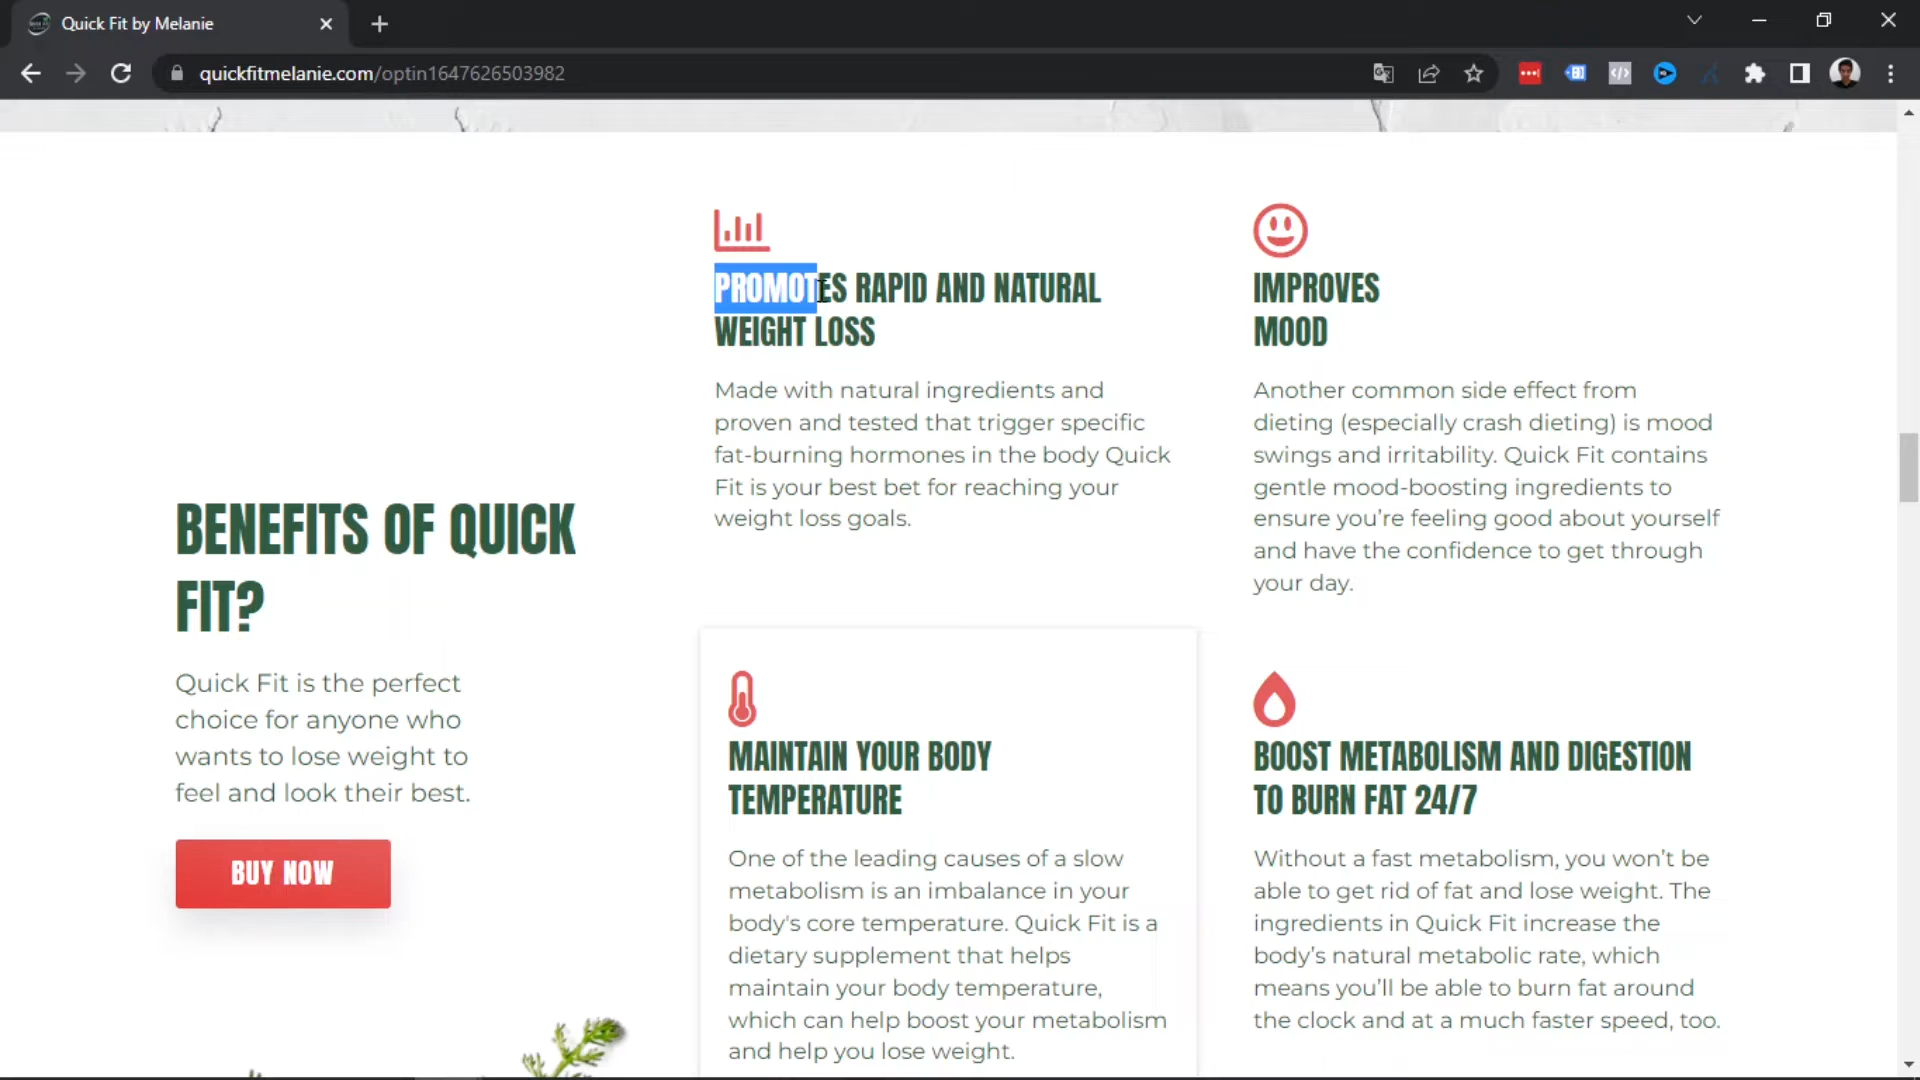 Quick Fit by Melanie
quickfitmelanie.com/optin1647626503982
PROMOTES RAPID AND NATURAL
WEIGHT LOSS
Made with natural ingredients and
proven and tested that trigger specific
fat-burning hormones in the body Quick
Fit is your best bet for reaching your
weight loss goals.
IMPROVES
MOOD
Another common side effect from
dieting (especially crash dieting) is mood
swings and irritability. Quick Fit contains
gentle mood-boosting ingredients to
ensure you’re feeling good about yourself
and have the confidence to get through
your day.
BENEFITS OF QUICK
FIT?
Quick Fit is the perfect
choice for anyone who
wants to lose weight to
feel and look their best.
BUY NOW
MAINTAIN YOUR BODY
TEMPERATURE
One of the leading causes of a slow
metabolism is an imbalance in your
body's core temperature. Quick Fit is a
dietary supplement that helps
maintain your body temperature,
which can help boost your metabolism
and help you lose weight.
BOOST METABOLISM AND DIGESTION
TO BURN FAT 24/7
Without a fast metabolism, you won’t be
able to get rid of fat and lose weight. The
ingredients in Quick Fit increase the
body’s natural metabolic rate, which
means you’ll be able to burn fat around
the clock and at a much faster speed, too.